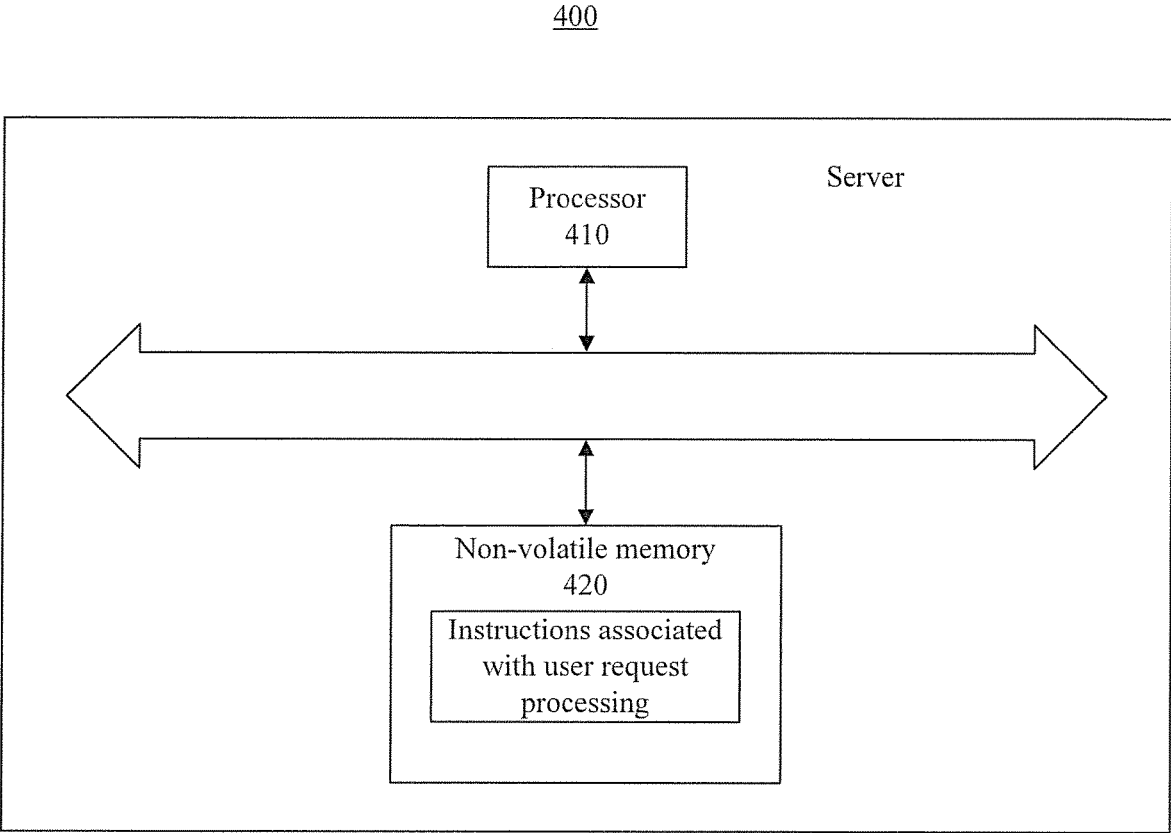 400
Server
Processor
410
Non-volatile memory
420
Instructions associated
with user request
processing